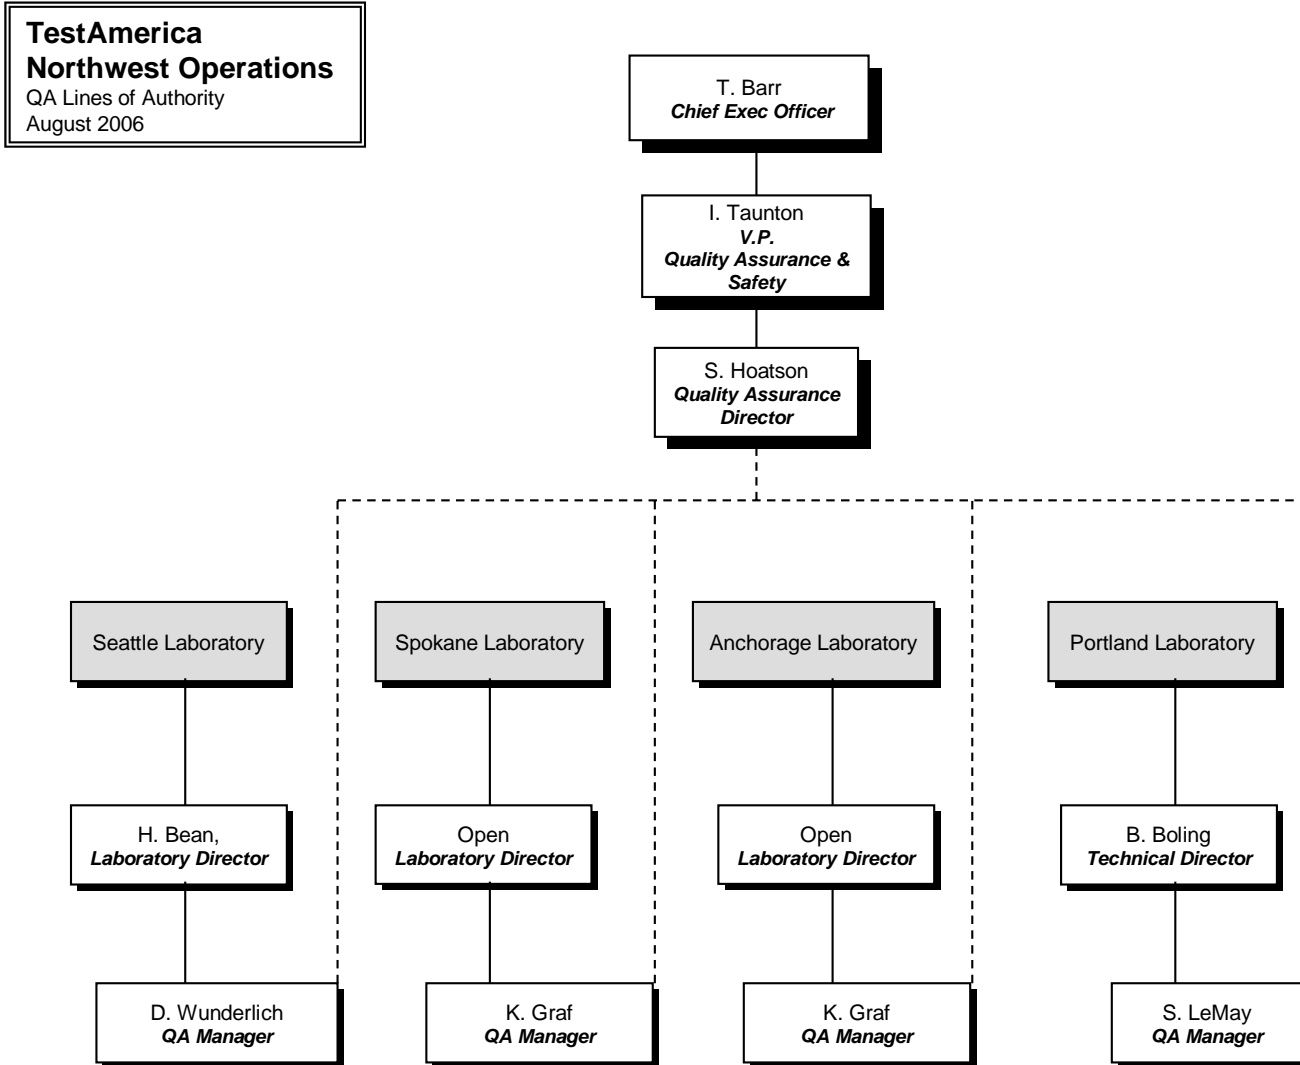 TestAmerica
Northwest Operations
QA Lines of Authority
August 2006
T. Barr
Chief Exec Officer
I. Taunton
V.P.
Quality Assurance &
Safety
S. Hoatson
Quality Assurance
Director
Seattle Laboratory
Spokane Laboratory
Anchorage Laboratory
Portland Laboratory
H. Bean,
Laboratory Director
Open
Laboratory Director
Open
Laboratory Director
B. Boling
Technical Director
D. Wunderlich
QA Manager
K. Graf
QA Manager
K. Graf
QA Manager
S. LeMay
QA Manager